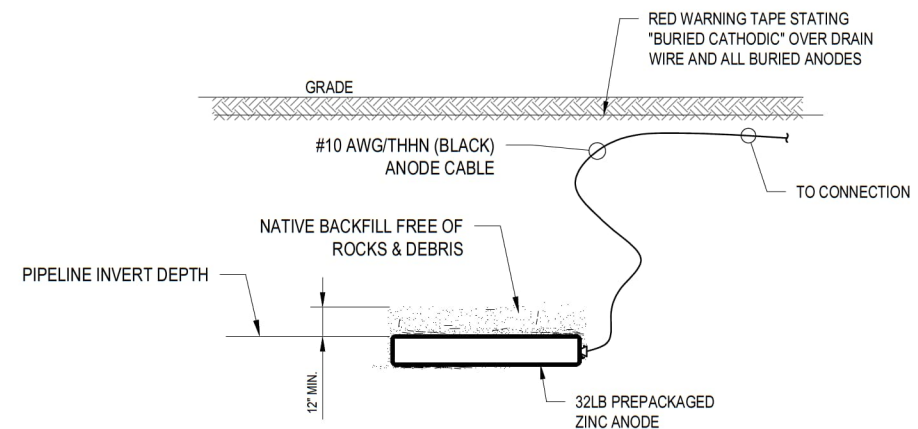 RED WARNING TAPE STATING
"BURIED CATHODIC" OVER DRAIN
WIRE AND ALL BURIED ANODES
GRADE
#10 AWG/THHN (BLACK)
ANODE CABLE
TO CONNECTION
NATIVE BACKFILL FREE OF
ROCKS & DEBRIS
PIPELINE INVERT DEPTH
12" MIN.
32LB PREPACKAGED
ZINC ANODE